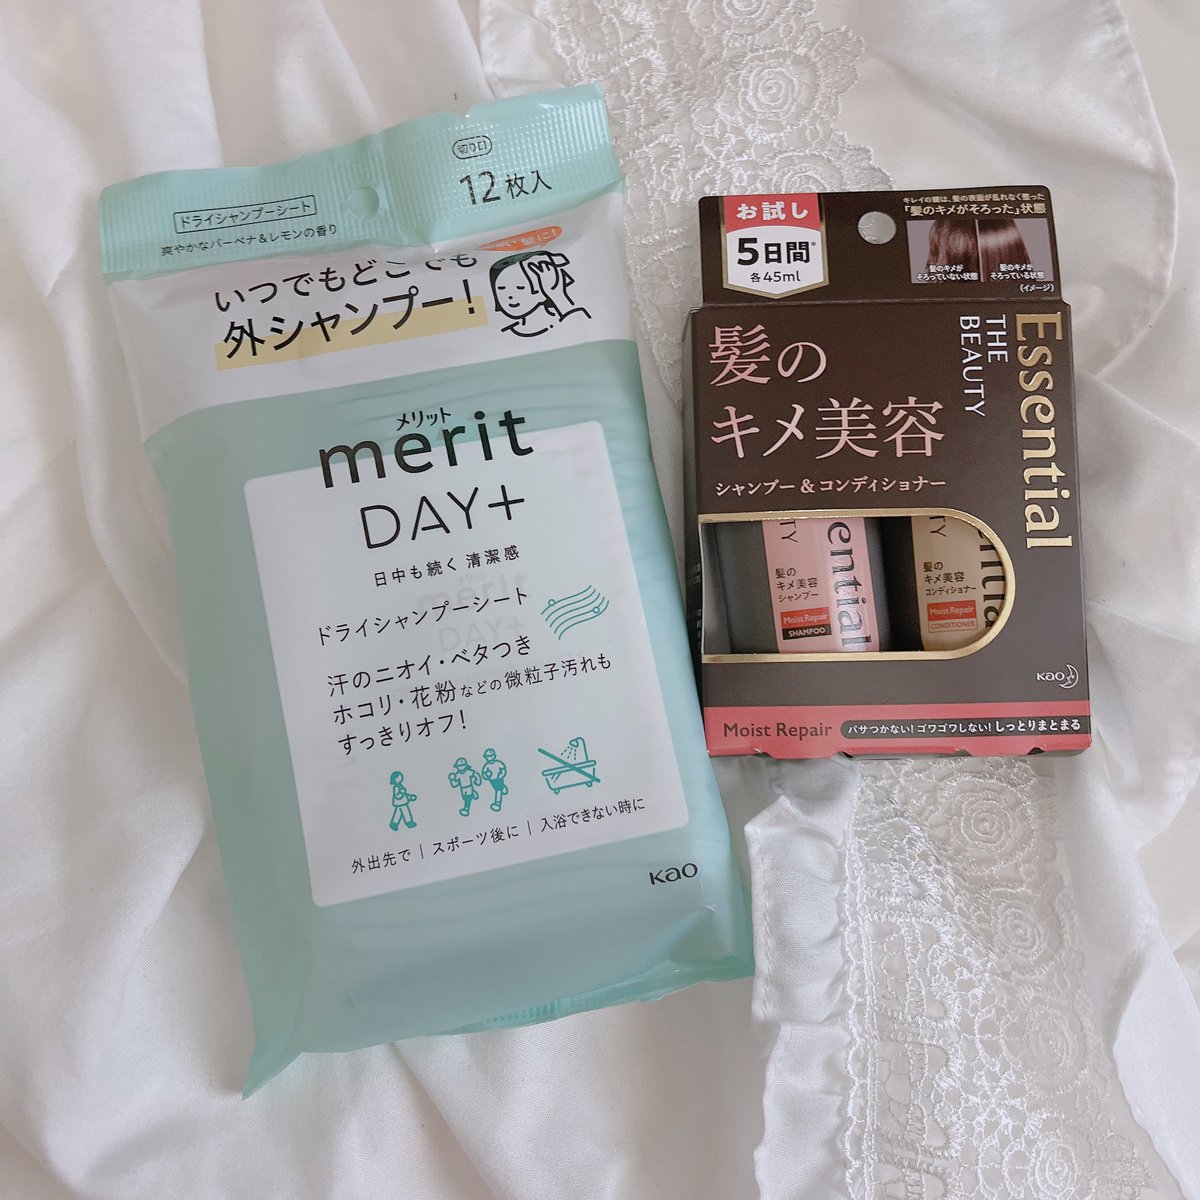 切り口
12枚入
ドライシャンプーシート
爽やかなバーベナ&レモンの香り
髪に!
いつでもどこでも
外シャンプー!
メリット
merit
DAY+
日中も続く 清潔感
ドライシャンプーシート
汗のニオイ・ベタつき
ホコリ・花粉などの微粒子汚れも
すっきりオフ!
外出先で | スポーツ後に | 入浴できない時に
Kao
お試し
5日間*
各45ml
キレイの鍵は、髪の表面が乱れなく整った
「髪のキメがそろった」状態
髪のキメが
そろっていない状態
髪のキメが
そろっている状態
(イメージ)
Essential
THE
BEAUTY
髪の
キメ美容
シャンプー&コンディショナー
TY
ential
髪の
キメ美容
シャンプー
Moist Repair
SHAMPOO
UTY
entia
髪の
キメ美容
コンディショナー
Moist Repair
CONDITIONER
Kao
Moist Repair
パサつかない!ゴワゴワしない!しっとりまとまる